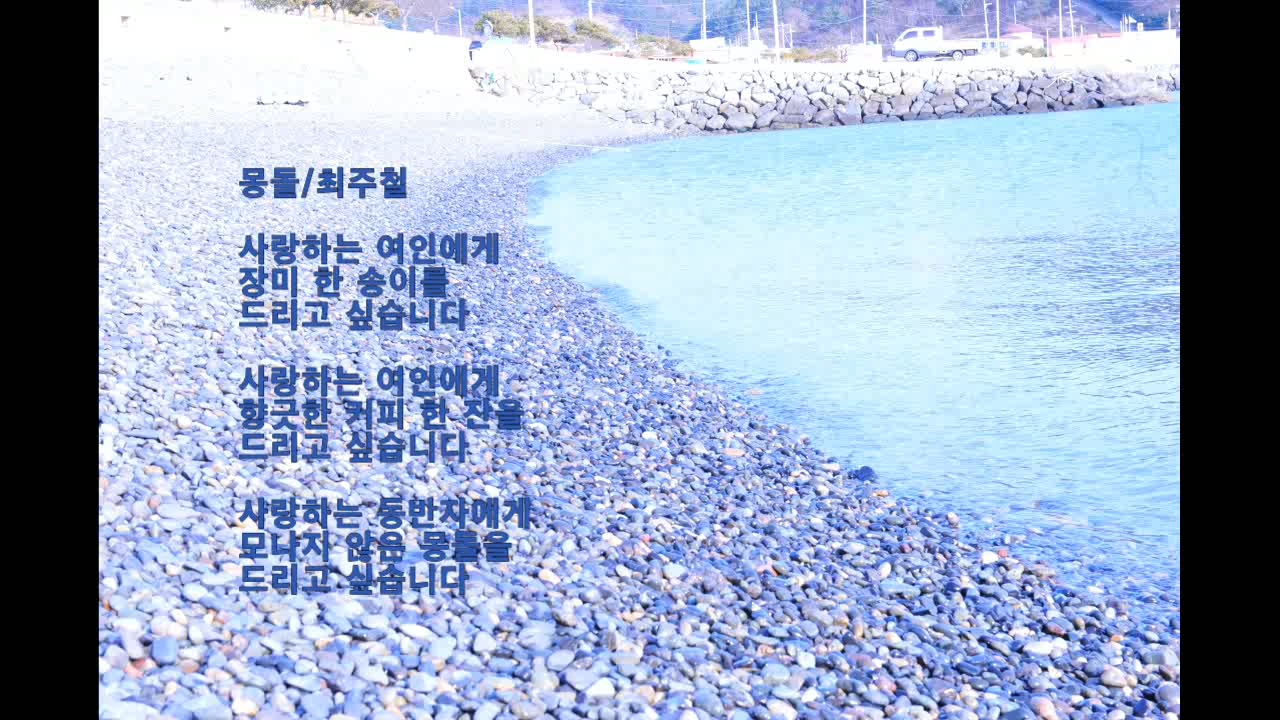 몽돌/최주철
사랑하는 여인에게
장미 한 송이를
드리고 싶습니다
사랑하는 여인에게
향긋한 커피 한 잔을
드리고 싶습니다
사랑하는 동반자에게
모나지 않은 몽돌을
드리고 싶습니다